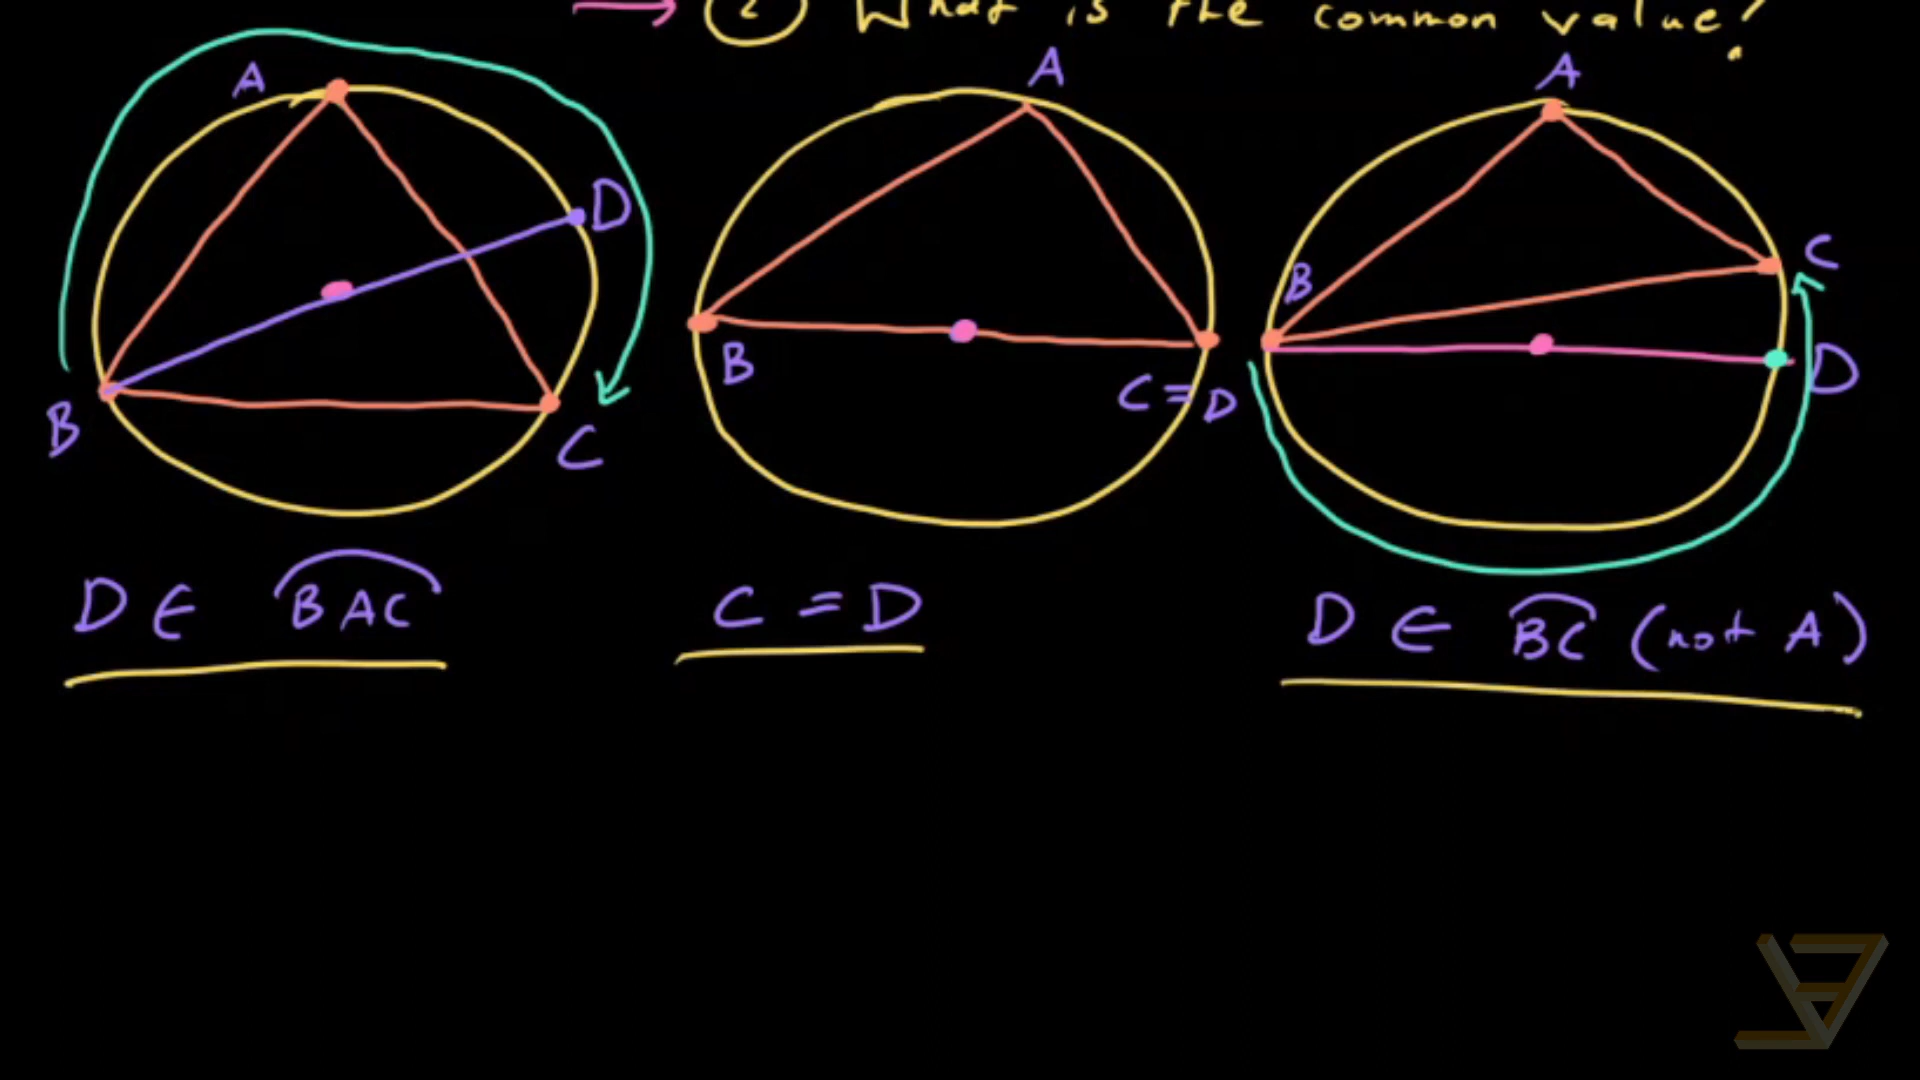 ② What is the common value?
A A A
D B C
B C = D D
B C
D ∈ BAC C = D D ∈ BC (not A)